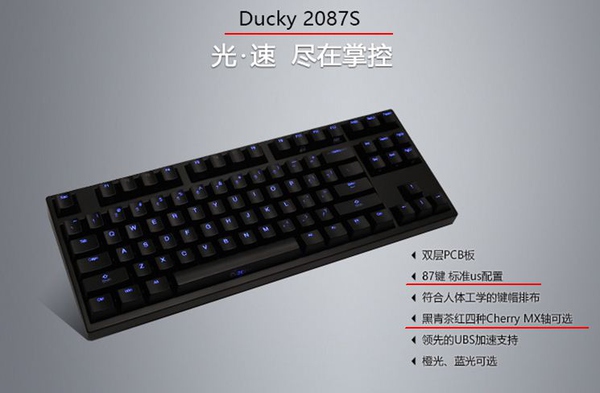 Ducky 2087S
光·速 尽在掌控
双层PCB板
87键 标准us配置
符合人体工学的键帽排布
黑青茶红四种Cherry MX轴可选
领先的UBS加速支持
橙光、蓝光可选